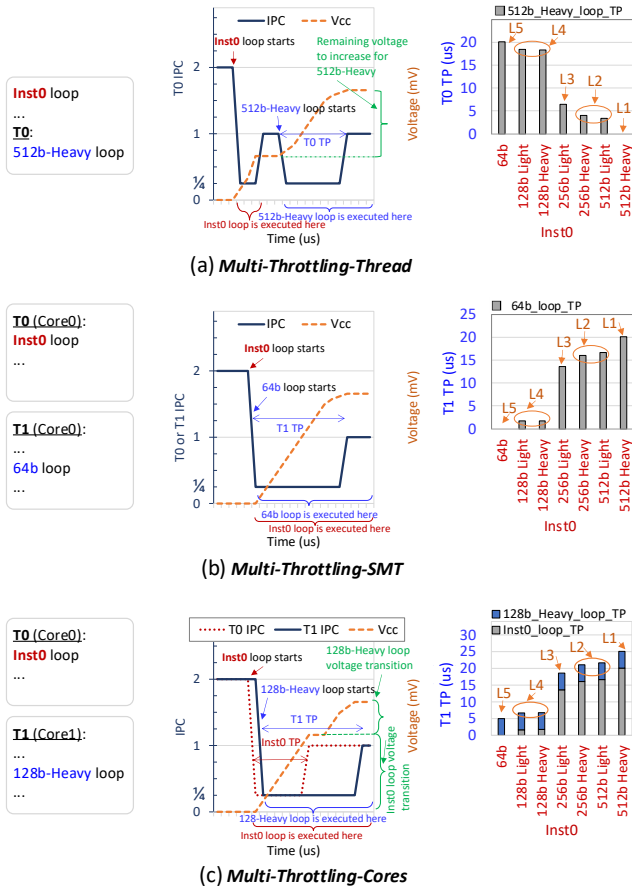 Inst0 loop
...
T0:
512b-Heavy loop
IPC
Vcc
Inst0 loop starts
Remaining voltage
to increase for
512b-Heavy
512b-Heavy loop starts
T0 TP
T0 IPC
2
1
¼
0
Voltage (mV)
Inst0 loop is executed here
512b-Heavy loop is executed here
Time (us)
512b_Heavy_loop_TP
T0 TP (us)
25
20
15
10
5
0
L5
L4
L3
L2
L1
64b
128b Light
128b Heavy
256b Light
256b Heavy
512b Light
512b Heavy
Inst0
(a) Multi-Throttling-Thread
T0 (Core0):
Inst0 loop
...
T1 (Core0):
...
64b loop
...
IPC
Vcc
Inst0 loop starts
64b loop starts
T1 TP
T0 or T1 IPC
2
1
¼
0
Voltage (mV)
64b loop is executed here
Inst0 loop is executed here
Time (us)
64b_loop_TP
T1 TP (us)
25
20
15
10
5
0
L5
L4
L3
L2
L1
64b
128b Light
128b Heavy
256b Light
256b Heavy
512b Light
512b Heavy
Inst0
(b) Multi-Throttling-SMT
T0 (Core0):
Inst0 loop
...
T1 (Core1):
...
128b-Heavy loop
...
T0 IPC
T1 IPC
Vcc
Inst0 loop starts
128b-Heavy loop
voltage transition
128b-Heavy loop starts
T1 TP
Inst0 TP
IPC
2
1
¼
0
Voltage (mV)
Inst0 loop voltage
transition
128-Heavy loop is executed here
Inst0 loop is executed here
Time (us)
128b_Heavy_loop_TP
Inst0_loop_TP
T1 TP (us)
30
25
20
15
10
5
0
L5
L4
L3
L2
L1
64b
128b Light
128b Heavy
256b Light
256b Heavy
512b Light
512b Heavy
Inst0
(c) Multi-Throttling-Cores